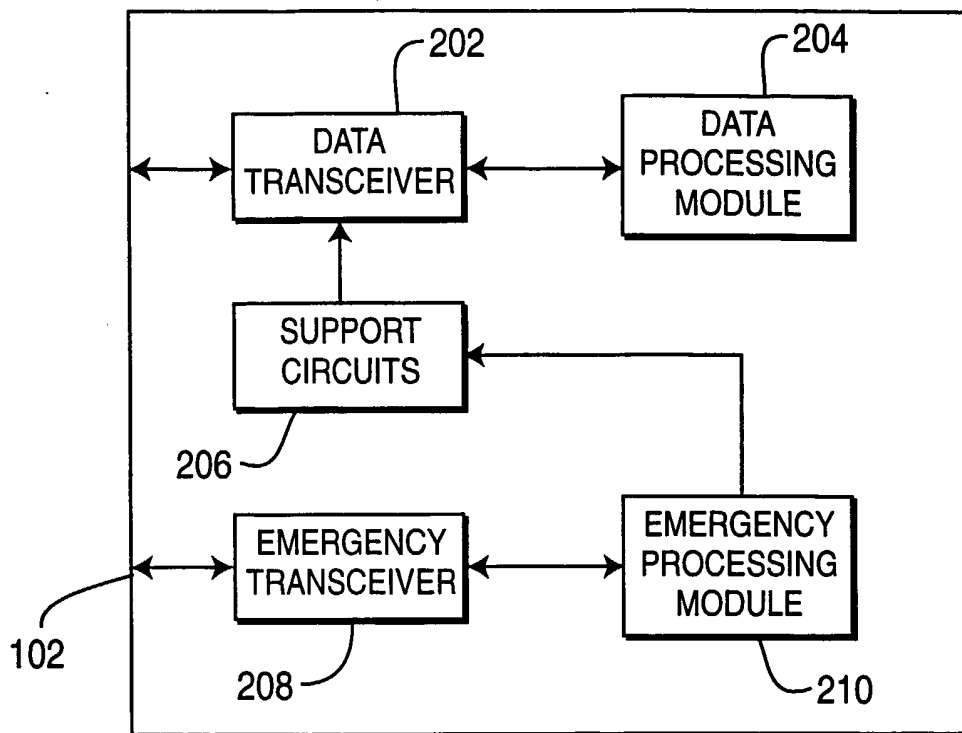 202
204
DATA
TRANSCEIVER
DATA
PROCESSING
MODULE
SUPPORT
CIRCUITS
206
EMERGENCY
TRANSCEIVER
EMERGENCY
PROCESSING
MODULE
102
208
210